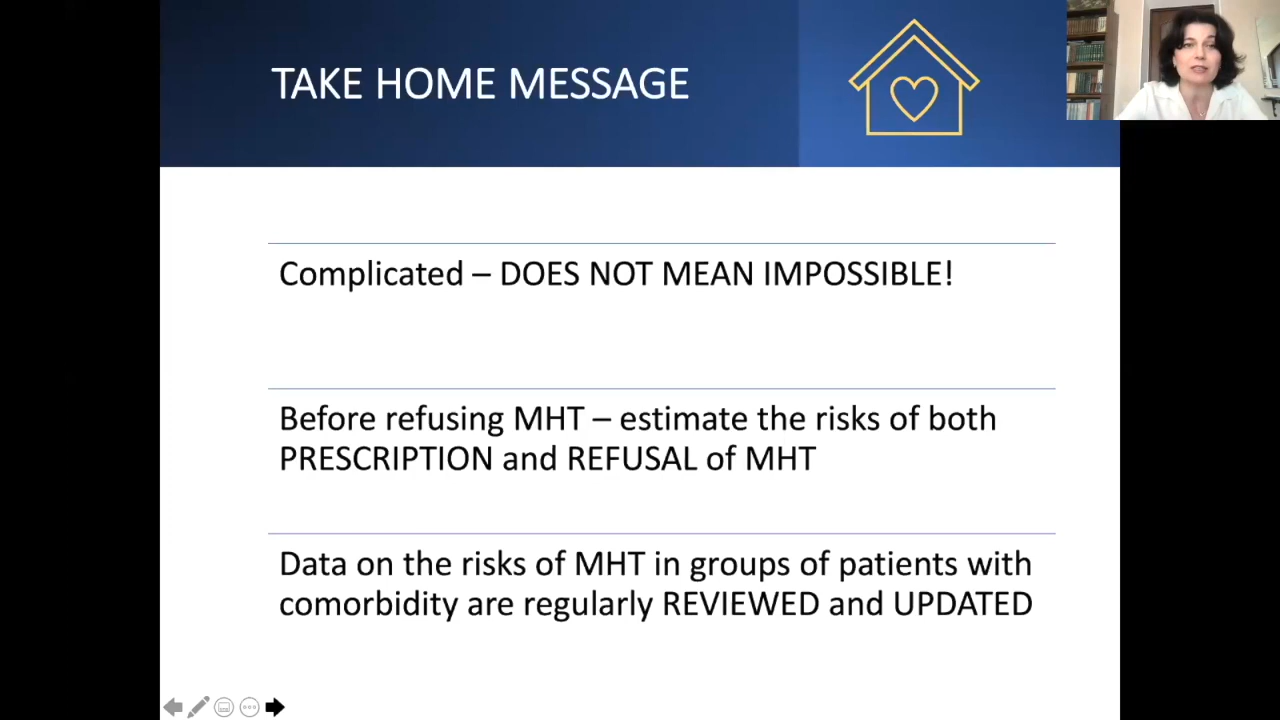 TAKE HOME MESSAGE
Complicated – DOES NOT MEAN IMPOSSIBLE!
Before refusing MHT – estimate the risks of both
PRESCRIPTION and REFUSAL of MHT
Data on the risks of MHT in groups of patients with
comorbidity are regularly REVIEWED and UPDATED